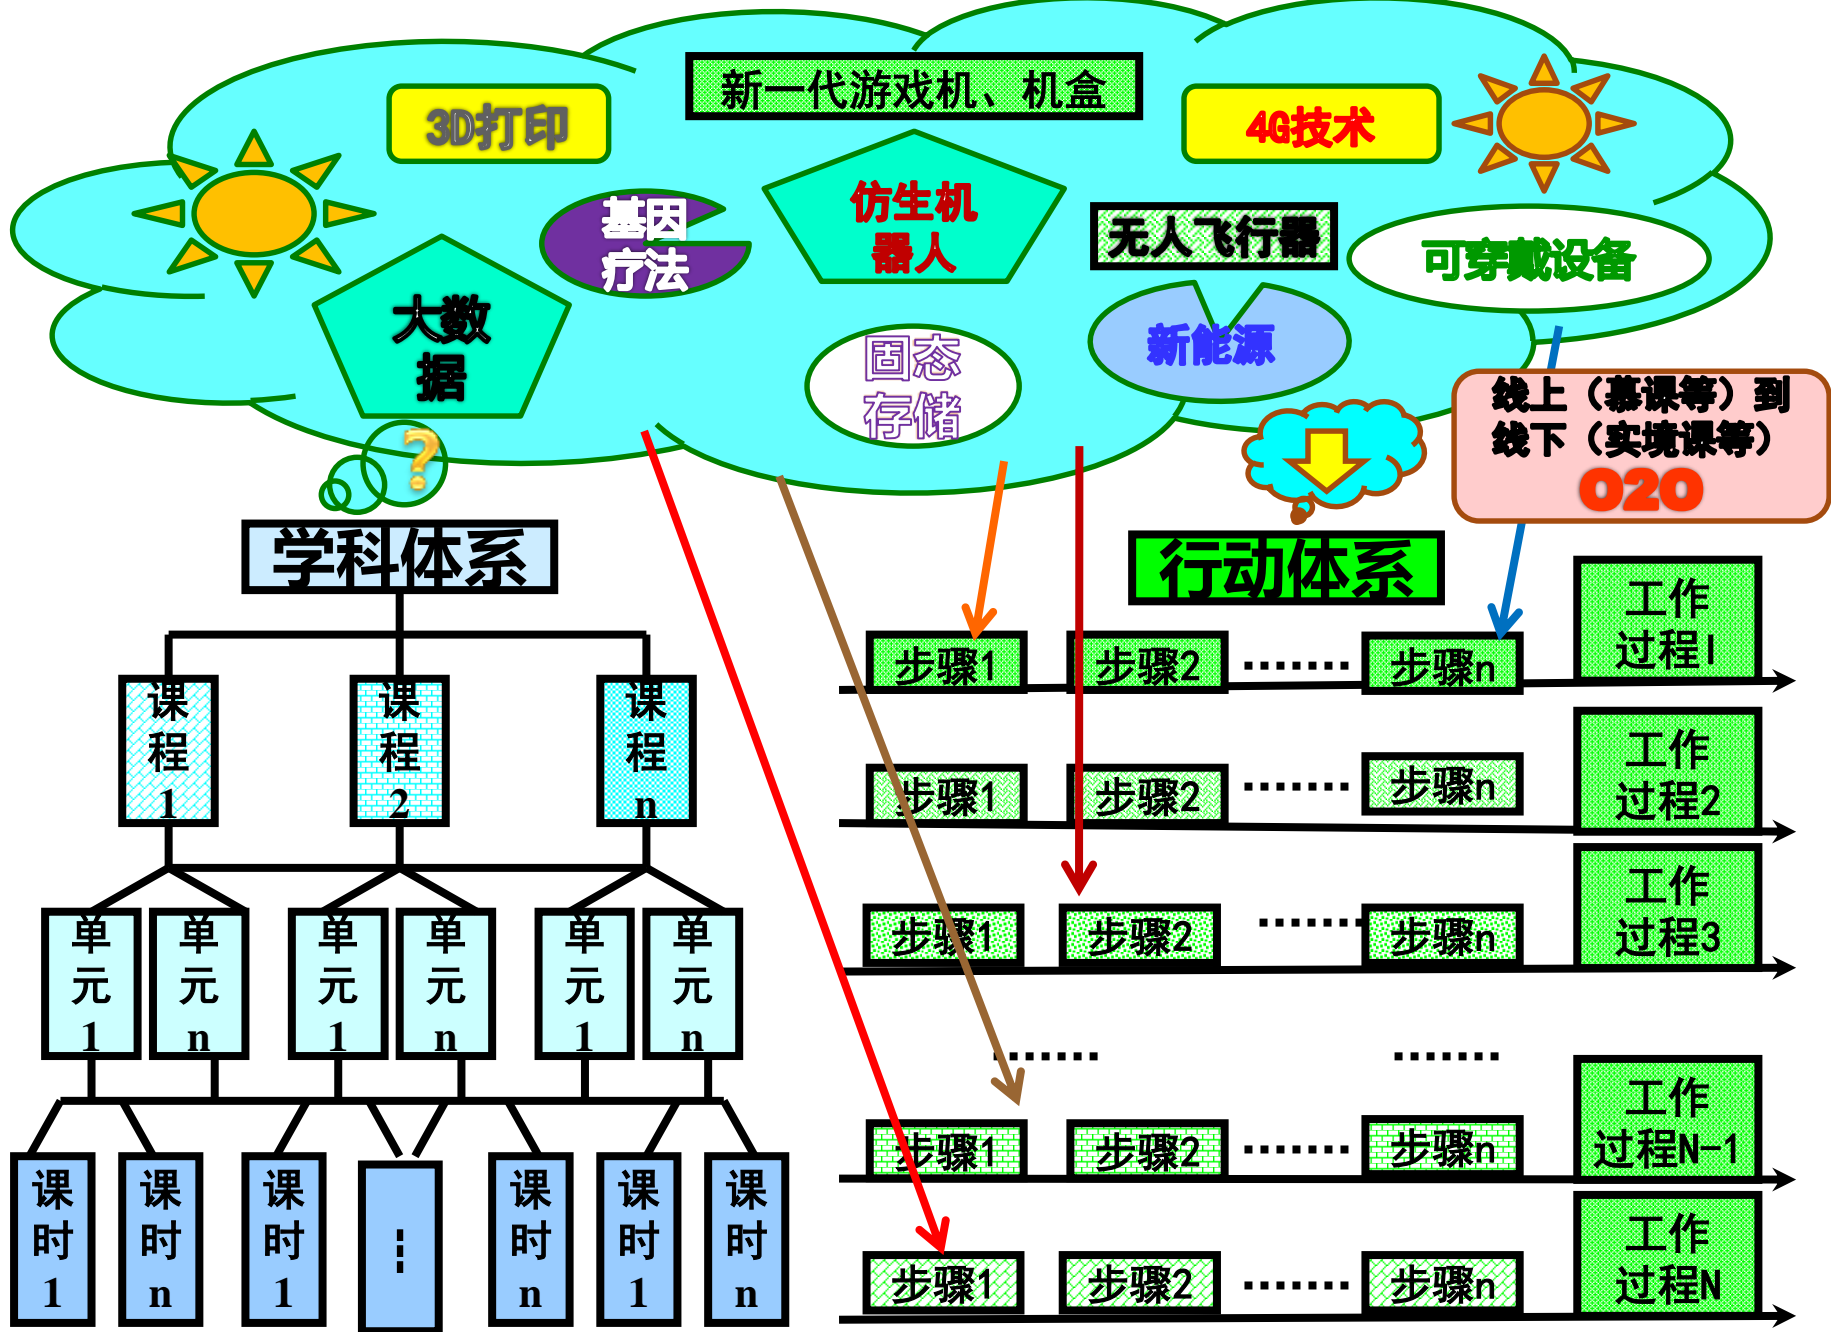 新一代游戏机、机盒
3D打印
4G技术
基因
疗法
仿生机
器人
无人飞行器
可穿戴设备
大数
据
固态
存储
新能源
线上（慕课等）到
线下（实境课等）
O2O
?
学科体系
课
程
1
课
程
2
课
程
n
单
元
1
单
元
n
单
元
1
单
元
n
单
元
1
单
元
n
课
时
1
课
时
n
课
时
1
…
课
时
n
课
时
1
课
时
n
行动体系
步骤1
步骤2
.......
步骤n
工作
过程1
步骤1
步骤2
.......
步骤n
工作
过程2
步骤1
步骤2
.......
步骤n
工作
过程3
.......
.......
步骤1
步骤2
.......
步骤n
工作
过程N-1
步骤1
步骤2
.......
步骤n
工作
过程N